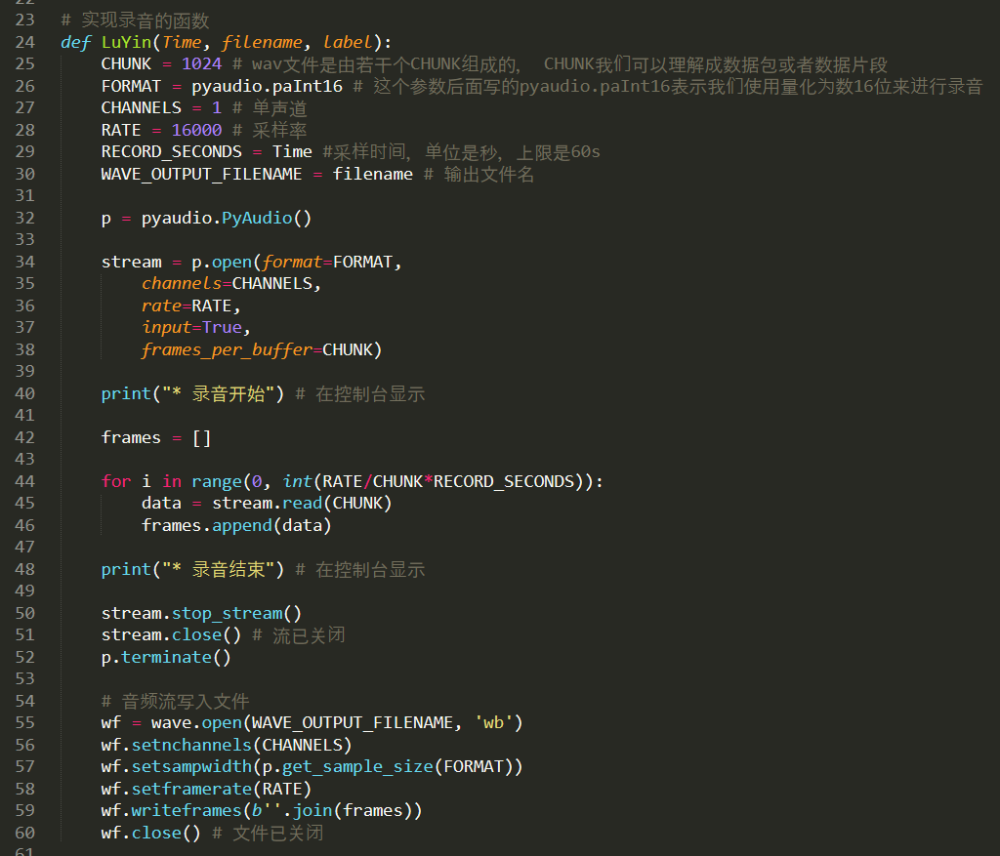 22
23 # 实现录音的函数
24 def LuYin(Time, filename, label):
25 CHUNK = 1024 # wav文件是由若干个CHUNK组成的， CHUNK我们可以理解成数据包或者数据片段
26 FORMAT = pyaudio.paInt16 # 这个参数后面写的pyaudio.paInt16表示我们使用量化为数16位来进行录音
27 CHANNELS = 1 # 单声道
28 RATE = 16000 # 采样率
29 RECORD_SECONDS = Time #采样时间，单位是秒，上限是60s
30 WAVE_OUTPUT_FILENAME = filename # 输出文件名
31
32 p = pyaudio.PyAudio()
33
34 stream = p.open(format=FORMAT,
35 channels=CHANNELS,
36 rate=RATE,
37 input=True,
38 frames_per_buffer=CHUNK)
39
40 print("* 录音开始") # 在控制台显示
41
42 frames = []
43
44 for i in range(0, int(RATE/CHUNK*RECORD_SECONDS)):
45 data = stream.read(CHUNK)
46 frames.append(data)
47
48 print("* 录音结束") # 在控制台显示
49
50 stream.stop_stream()
51 stream.close() # 流已关闭
52 p.terminate()
53
54 # 音频流写入文件
55 wf = wave.open(WAVE_OUTPUT_FILENAME, 'wb')
56 wf.setnchannels(CHANNELS)
57 wf.setsampwidth(p.get_sample_size(FORMAT))
58 wf.setframerate(RATE)
59 wf.writeframes(b''.join(frames))
60 wf.close() # 文件已关闭
61